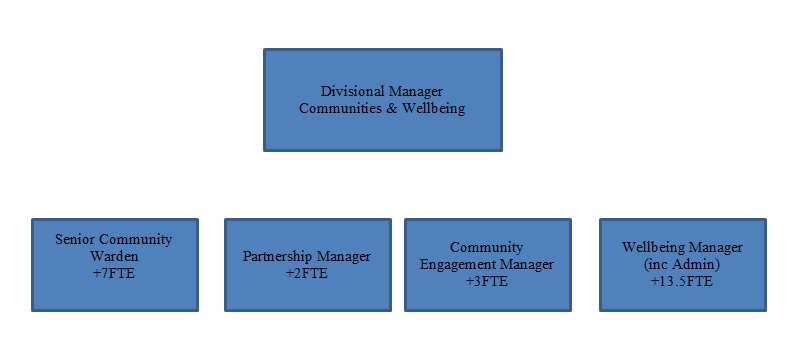 Divisional Manager
Communities & Wellbeing
Senior Community
Warden
+7FTE
Partnership Manager
+2FTE
Community
Engagement Manager
+3FTE
Wellbeing Manager
(inc Admin)
+13.5FTE